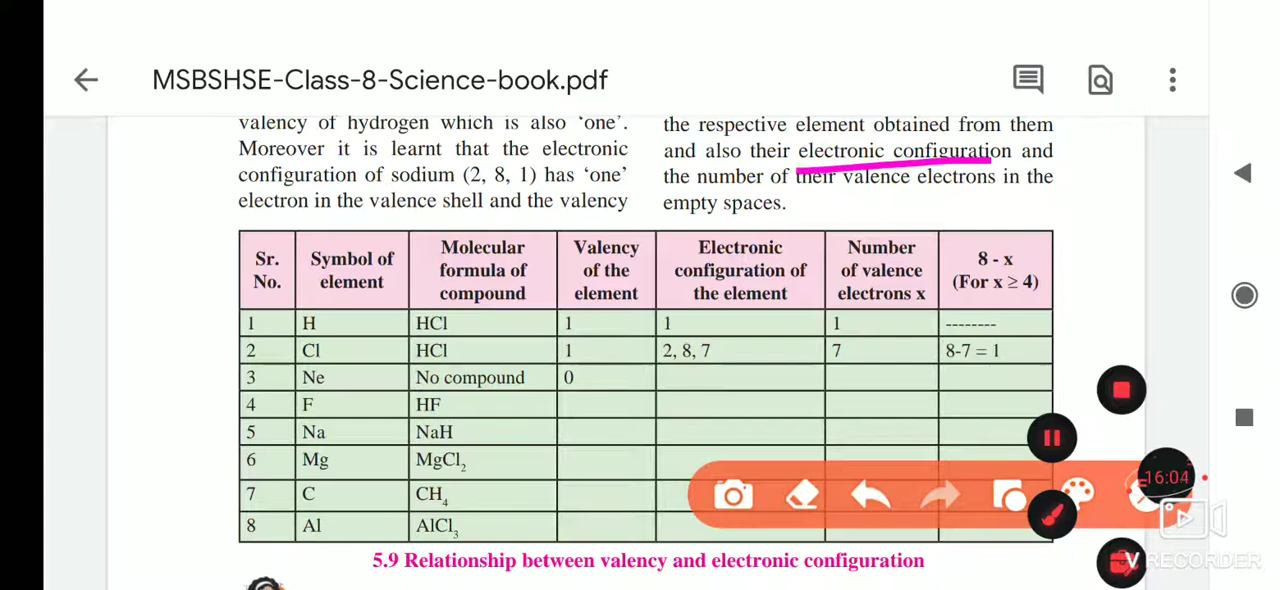 MSBSHSE-Class-8-Science-book.pdf
valency of hydrogen which is also ‘one’.
Moreover it is learnt that the electronic
configuration of sodium (2, 8, 1) has ‘one’
electron in the valence shell and the valency
the respective element obtained from them
and also their electronic configuration and
the number of their valence electrons in the
empty spaces.
Sr. No. Symbol of element Molecular formula of compound Valency of the element Electronic configuration of the element Number of valence electrons x 8 - x (For x ≥ 4)
1 H HCl 1 1 1 --------
2 Cl HCl 1 2, 8, 7 7 8-7 = 1
3 Ne No compound 0
4 F HF
5 Na NaH
6 Mg MgCl₂
7 C CH₄
8 Al AlCl₃
5.9 Relationship between valency and electronic configuration
16:04
V RECORDER